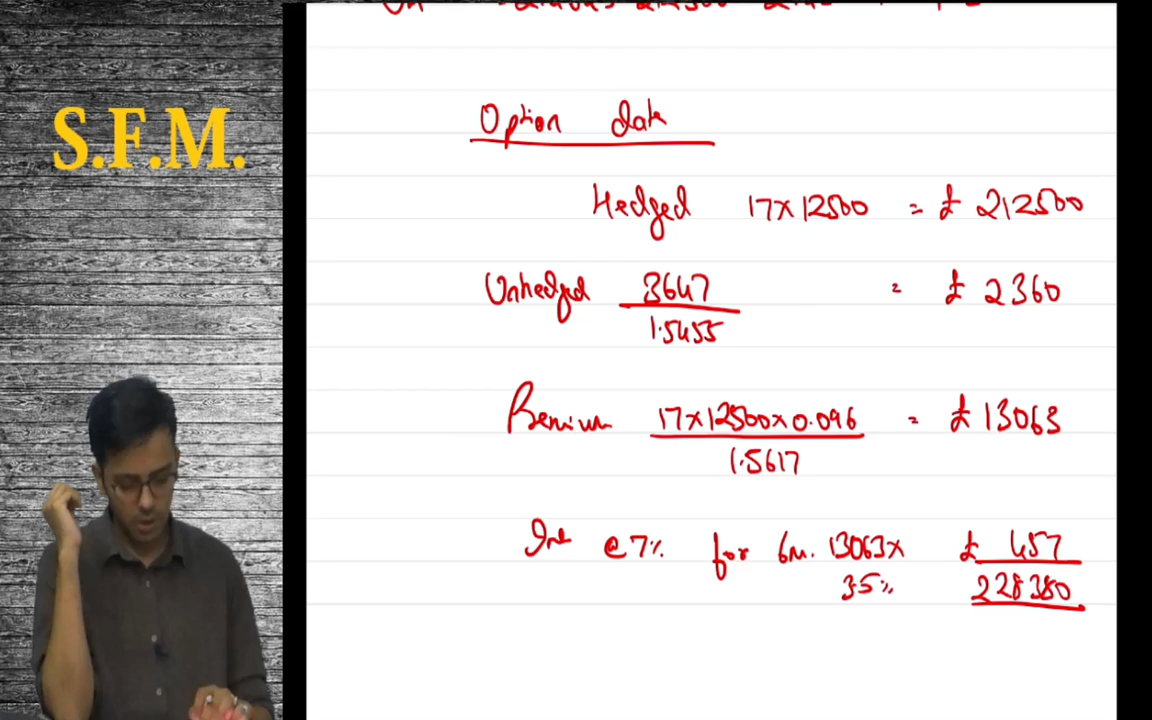 S.F.M.
Option data
Hedged 17 x 12500 = £ 212500
Unhedged 3647 = £ 2360
1.5455
Premium 17 x 12500 x 0.096 = £ 13063
1.5617
Int @ 7% for 6m. 13063 x £ 457
3.5% 228380